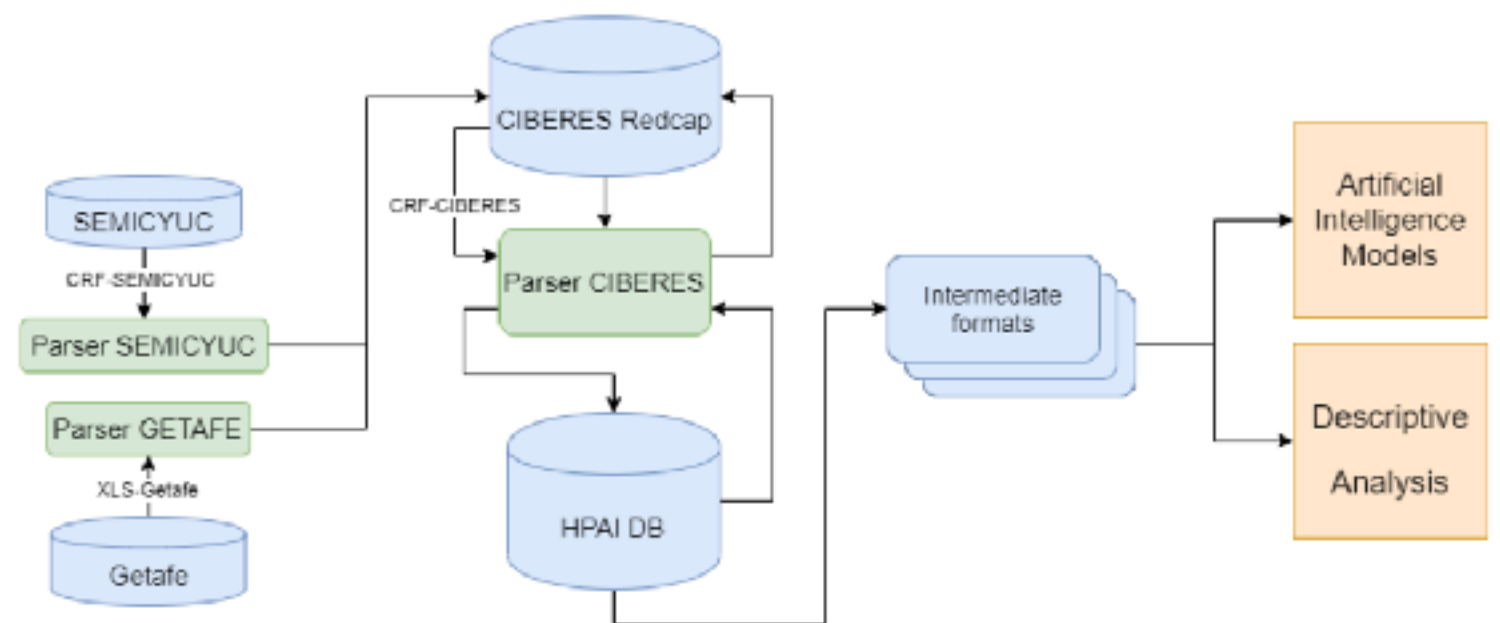 CIBERES Redcap
CRF-CIBERES
SEMICYUC
CRF-SEMICYUC
Parser SEMICYUC
Parser GETAFE
XLS-Getafe
Getafe
Parser CIBERES
HPAI DB
Intermediate
formats
Artificial
Intelligence
Models
Descriptive
Analysis